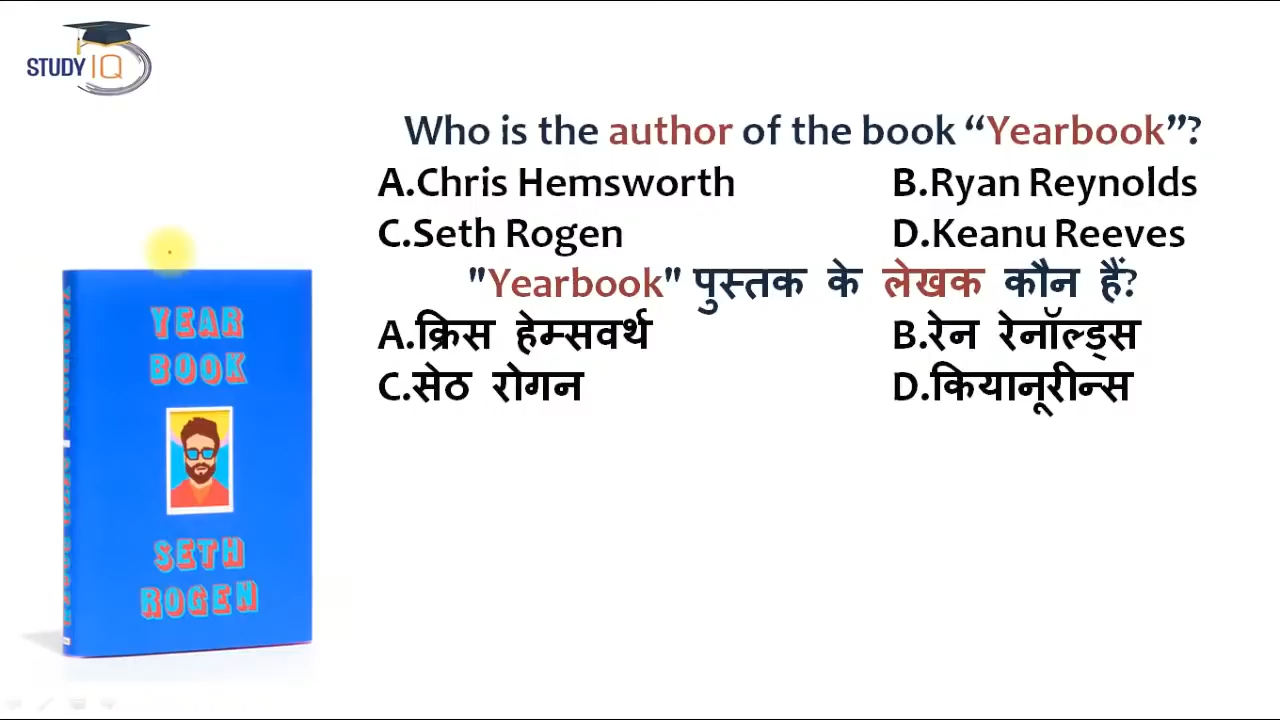 STUDY IQ
Who is the author of the book “Yearbook”?
A.Chris Hemsworth B.Ryan Reynolds
C.Seth Rogen D.Keanu Reeves
"Yearbook" पुस्तक के लेखक कौन हैं?
A.क्रिस हेम्सवर्थ B.रेन रेनॉल्ड्स
C.सेठ रोगन D.कियानूरीन्स
YEAR
BOOK
SETH
ROGEN